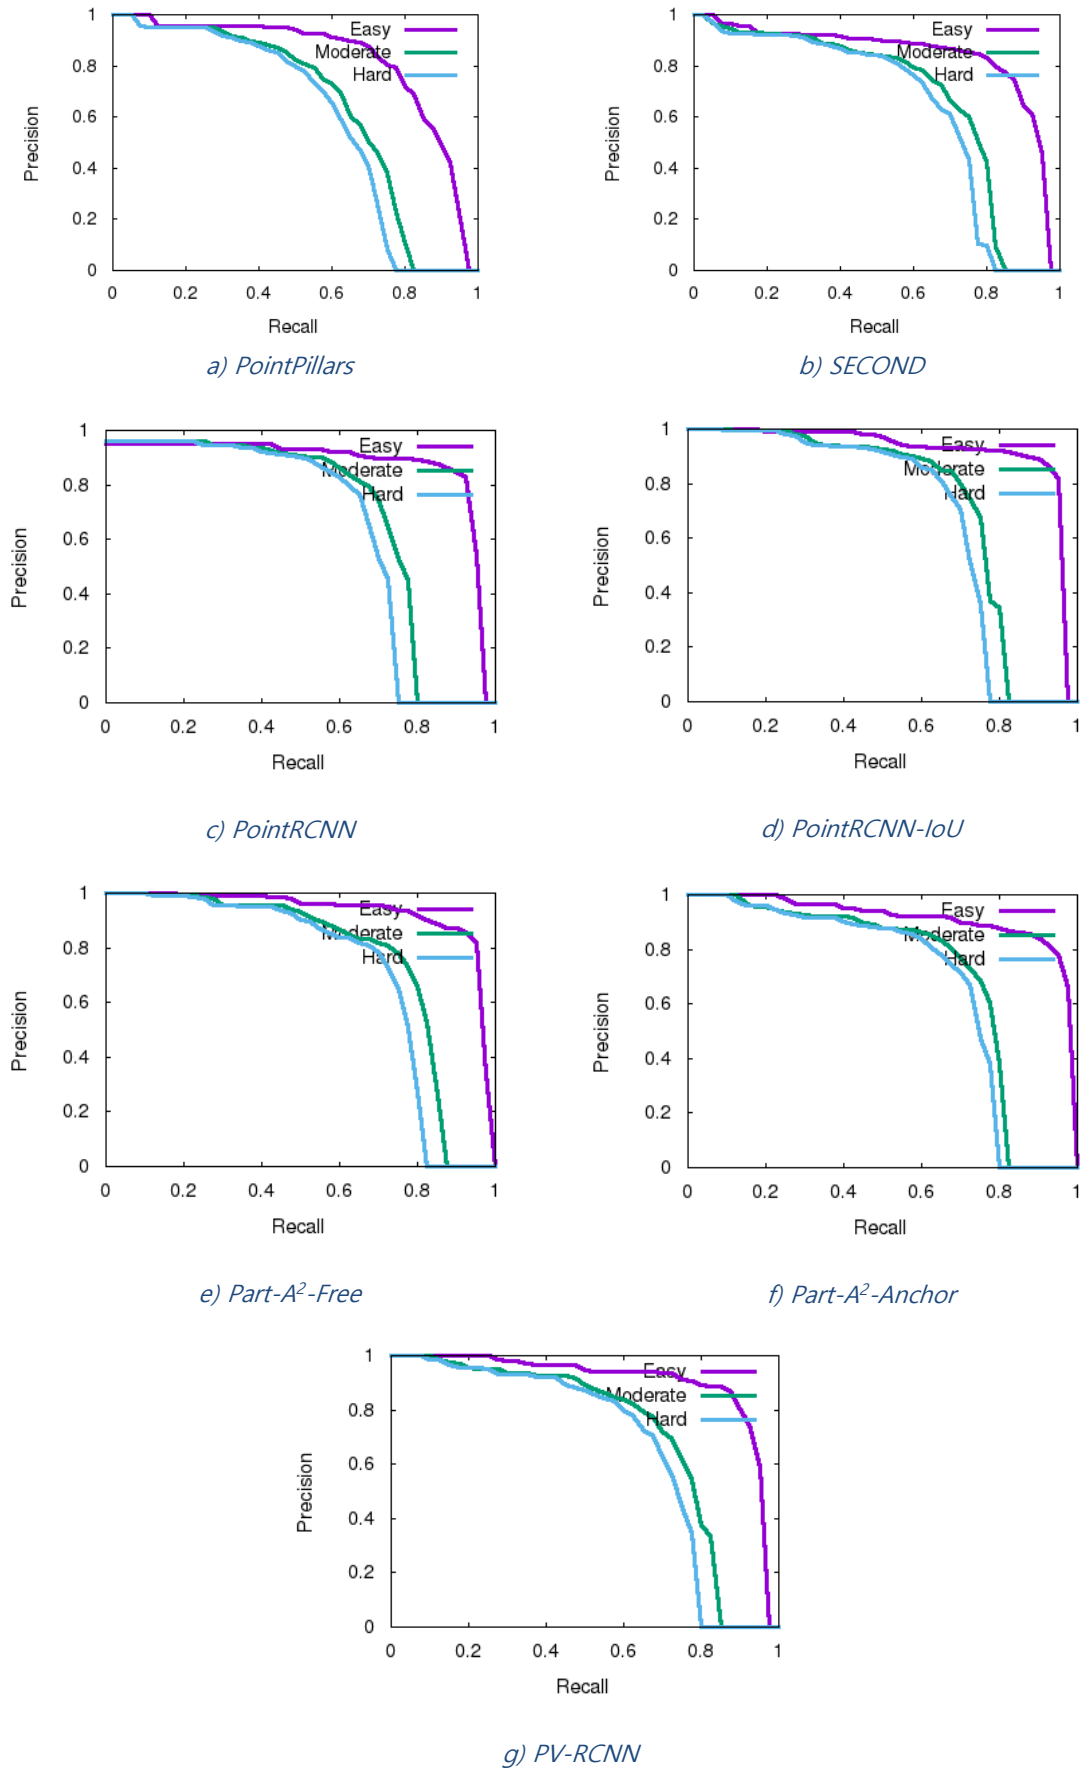 1
0.8
0.6
0.4
0.2
0
Precision
Easy
Moderate
Hard
0 0.2 0.4 0.6 0.8 1
Recall
a) PointPillars
1
0.8
0.6
0.4
0.2
0
Precision
Easy
Moderate
Hard
0 0.2 0.4 0.6 0.8 1
Recall
b) SECOND
1
0.8
0.6
0.4
0.2
0
Precision
Easy
Moderate
Hard
0 0.2 0.4 0.6 0.8 1
Recall
c) PointRCNN
1
0.8
0.6
0.4
0.2
0
Precision
Easy
Moderate
Hard
0 0.2 0.4 0.6 0.8 1
Recall
d) PointRCNN-IoU
1
0.8
0.6
0.4
0.2
0
Precision
Easy
Moderate
Hard
0 0.2 0.4 0.6 0.8 1
Recall
e) Part-A²-Free
1
0.8
0.6
0.4
0.2
0
Precision
Easy
Moderate
Hard
0 0.2 0.4 0.6 0.8 1
Recall
f) Part-A²-Anchor
1
0.8
0.6
0.4
0.2
0
Precision
Easy
Moderate
Hard
0 0.2 0.4 0.6 0.8 1
Recall
g) PV-RCNN